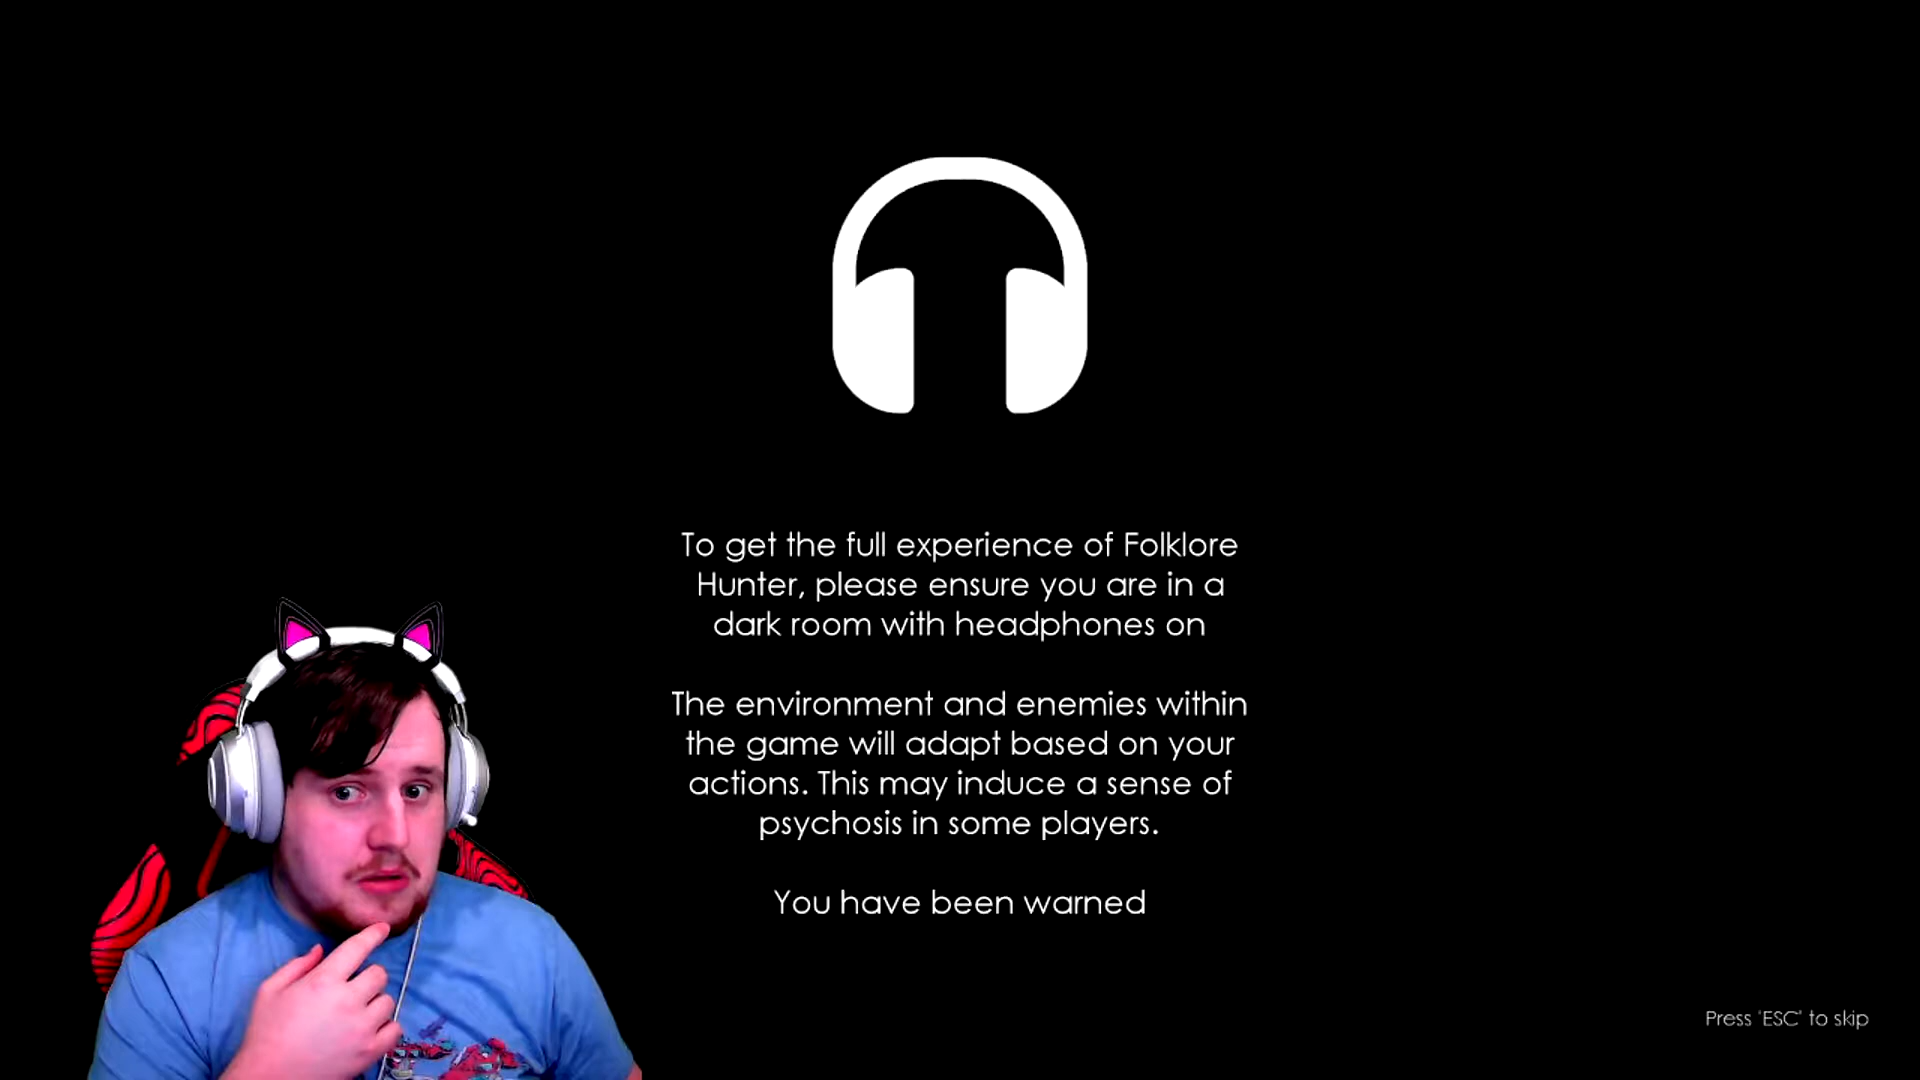 To get the full experience of Folklore
Hunter, please ensure you are in a
dark room with headphones on
The environment and enemies within
the game will adapt based on your
actions. This may induce a sense of
psychosis in some players.
You have been warned
Press 'ESC' to skip